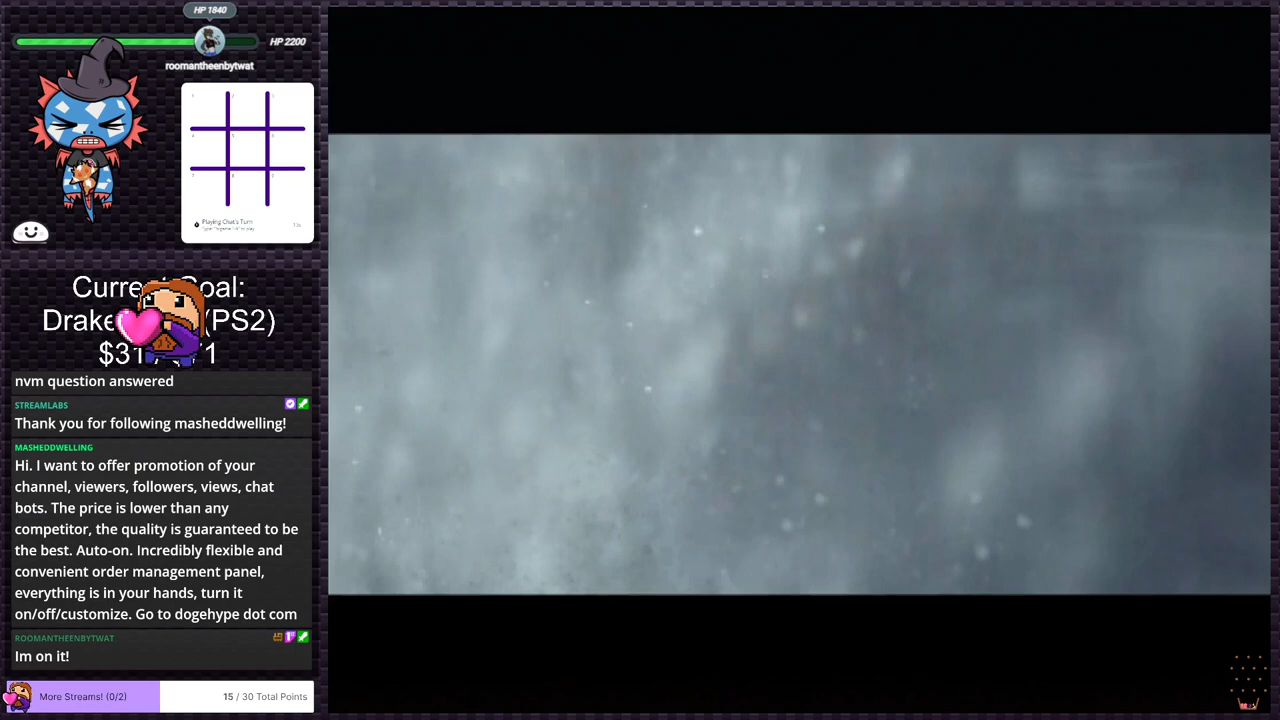 HP 1840
HP 2200
roomantheenbytwat
Playing Chat's Turn
Current Goal:
(PS2)
nvm question answered
STREAMLABS
Thank you for following masheddwelling!
MASHEDDWELLING
Hi. I want to offer promotion of your
channel, viewers, followers, views, chat
bots. The price is lower than any
competitor, the quality is guaranteed to be
the best. Auto-on. Incredibly flexible and
convenient order management panel,
everything is in your hands, turn it
on/off/customize. Go to dogehype dot com
ROOMANTHEENBYTWAT
Im on it!
More Streams! (0/2)
15 / 30 Total Points